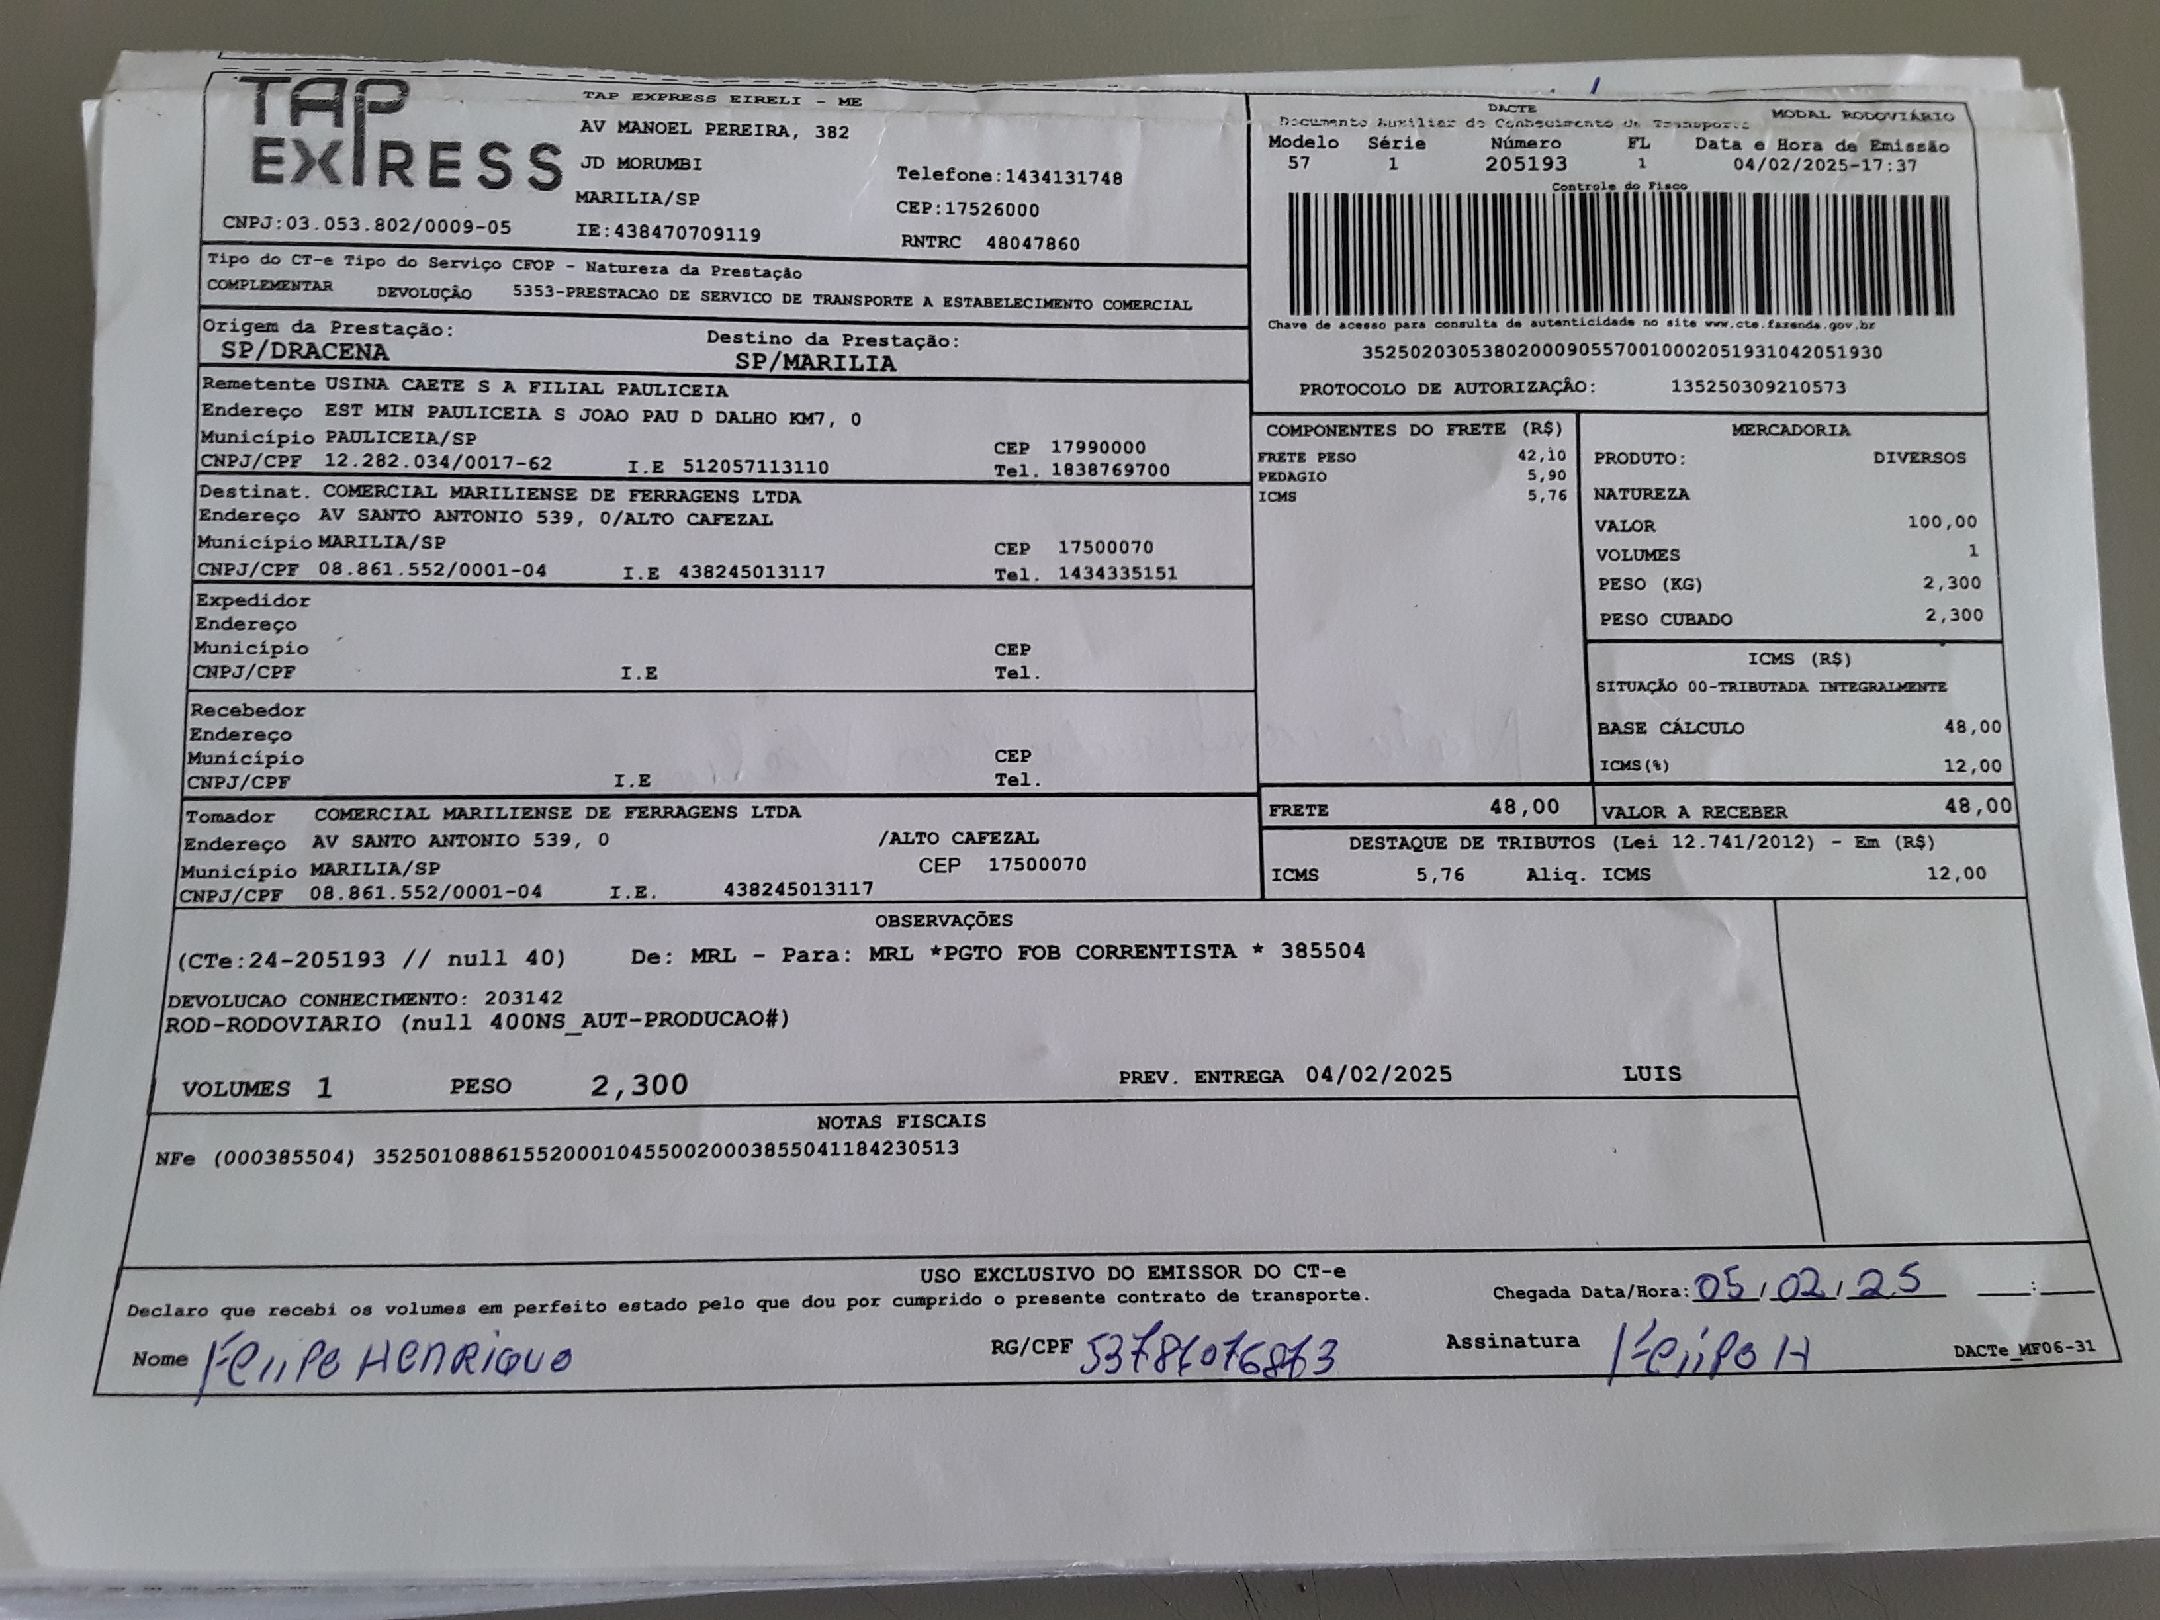 TAP EXPRESS
TAP EXPRESS EIRELI - ME
AV MANOEL PEREIRA, 382
JD MORUMBI
Telefone:1434131748
MARILIA/SP
CEP:17526000
CNPJ:03.053.802/0009-05
IE:438470709119
RNTRC 48047860
DACTE
MODAL RODOVIÁRIO
Documento Auxiliar do Conhecimento de Transporte
Modelo Série Número FL Data e Hora de Emissão
57 1 205193 1 04/02/2025-17:37
Controle do Fisco
Chave de acesso para consulta de autenticidade no site www.cte.fazenda.gov.br
35250203053802000905570010002051931042051930
PROTOCOLO DE AUTORIZAÇÃO: 135250309210573
Tipo do CT-e Tipo do Serviço CFOP - Natureza da Prestação
COMPLEMENTAR DEVOLUÇÃO 5353-PRESTACAO DE SERVICO DE TRANSPORTE A ESTABELECIMENTO COMERCIAL
Origem da Prestação: Destino da Prestação:
SP/DRACENA SP/MARILIA
Remetente USINA CAETE S A FILIAL PAULICEIA
Endereço EST MIN PAULICEIA S JOAO PAU D DALHO KM7, 0
Município PAULICEIA/SP CEP 17990000
CNPJ/CPF 12.282.034/0017-62 I.E 512057113110 Tel. 1838769700
Destinat. COMERCIAL MARILIENSE DE FERRAGENS LTDA
Endereço AV SANTO ANTONIO 539, 0/ALTO CAFEZAL
Município MARILIA/SP CEP 17500070
CNPJ/CPF 08.861.552/0001-04 I.E 438245013117 Tel. 1434335151
Expedidor
Endereço
Município CEP
CNPJ/CPF I.E Tel.
Recebedor
Endereço
Município CEP
CNPJ/CPF I.E Tel.
Tomador COMERCIAL MARILIENSE DE FERRAGENS LTDA
Endereço AV SANTO ANTONIO 539, 0 /ALTO CAFEZAL
Município MARILIA/SP CEP 17500070
CNPJ/CPF 08.861.552/0001-04 I.E. 438245013117
COMPONENTES DO FRETE (R$)
FRETE PESO 42,10
PEDAGIO 5,90
ICMS 5,76
FRETE 48,00
MERCADORIA
PRODUTO: DIVERSOS
NATUREZA
VALOR 100,00
VOLUMES 1
PESO (KG) 2,300
PESO CUBADO 2,300
ICMS (R$)
SITUAÇÃO 00-TRIBUTADA INTEGRALMENTE
BASE CÁLCULO 48,00
ICMS(%) 12,00
VALOR A RECEBER 48,00
DESTAQUE DE TRIBUTOS (Lei 12.741/2012) - Em (R$)
ICMS 5,76 Aliq. ICMS 12,00
OBSERVAÇÕES
(CTe:24-205193 // null 40) De: MRL - Para: MRL *PGTO FOB CORRENTISTA * 385504
DEVOLUCAO CONHECIMENTO: 203142
ROD-RODOVIARIO (null 400NS_AUT-PRODUCAO#)
VOLUMES 1 PESO 2,300 PREV. ENTREGA 04/02/2025 LUIS
NOTAS FISCAIS
NFe (000385504) 35250108861552000104550020003855041184230513
USO EXCLUSIVO DO EMISSOR DO CT-e
Declaro que recebi os volumes em perfeito estado pelo que dou por cumprido o presente contrato de transporte.
Chegada Data/Hora: 05/02/25 :
Nome Felipe Henrique RG/CPF Assinatura Felipe H
DACTe_MF06-31